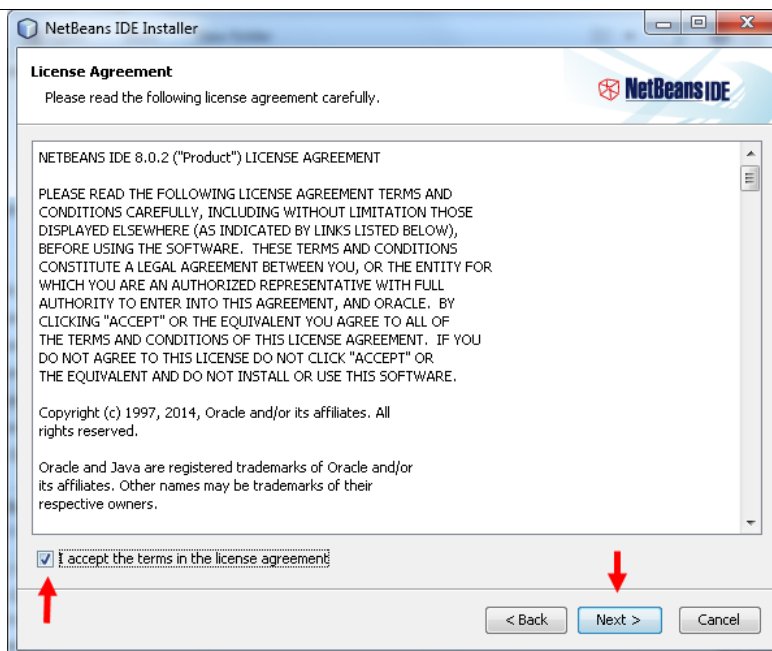 NetBeans IDE Installer
License Agreement
Please read the following license agreement carefully.
NetBeans IDE
NETBEANS IDE 8.0.2 ("Product") LICENSE AGREEMENT
PLEASE READ THE FOLLOWING LICENSE AGREEMENT TERMS AND
CONDITIONS CAREFULLY, INCLUDING WITHOUT LIMITATION THOSE
DISPLAYED ELSEWHERE (AS INDICATED BY LINKS LISTED BELOW),
BEFORE USING THE SOFTWARE.  THESE TERMS AND CONDITIONS
CONSTITUTE A LEGAL AGREEMENT BETWEEN YOU, OR THE ENTITY FOR
WHICH YOU ARE AN AUTHORIZED REPRESENTATIVE WITH FULL
AUTHORITY TO ENTER INTO THIS AGREEMENT, AND ORACLE.  BY
CLICKING "ACCEPT" OR THE EQUIVALENT YOU AGREE TO ALL OF
THE TERMS AND CONDITIONS OF THIS LICENSE AGREEMENT.  IF YOU
DO NOT AGREE TO THIS LICENSE DO NOT CLICK "ACCEPT" OR
THE EQUIVALENT AND DO NOT INSTALL OR USE THIS SOFTWARE.
Copyright (c) 1997, 2014, Oracle and/or its affiliates. All
rights reserved.
Oracle and Java are registered trademarks of Oracle and/or
its affiliates. Other names may be trademarks of their
respective owners.
I accept the terms in the license agreement
< Back
Next >
Cancel